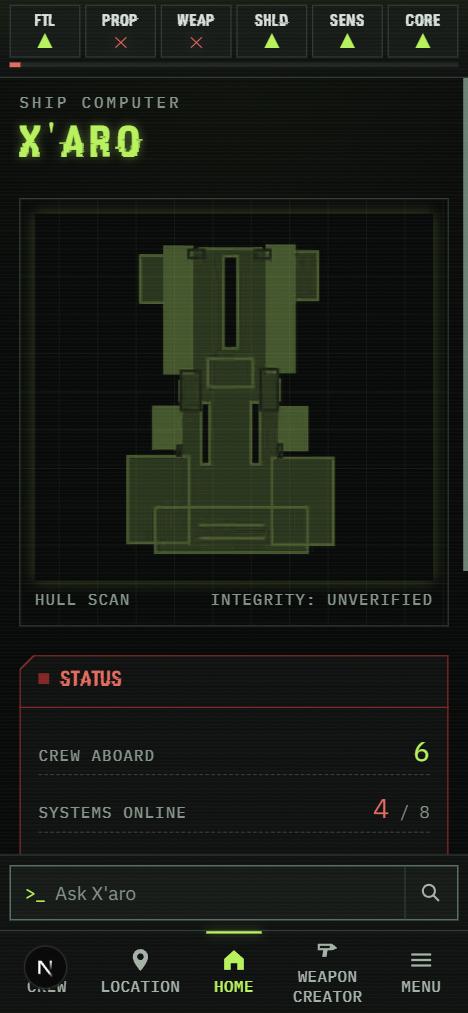 FTL PROP WEAP SHLD SENS CORE
SHIP COMPUTER
X'ARO
HULL SCAN INTEGRITY: UNVERIFIED
STATUS
CREW ABOARD 6
SYSTEMS ONLINE 4 / 8
>_ Ask X'aro
N
CREW LOCATION HOME WEAPON CREATOR MENU